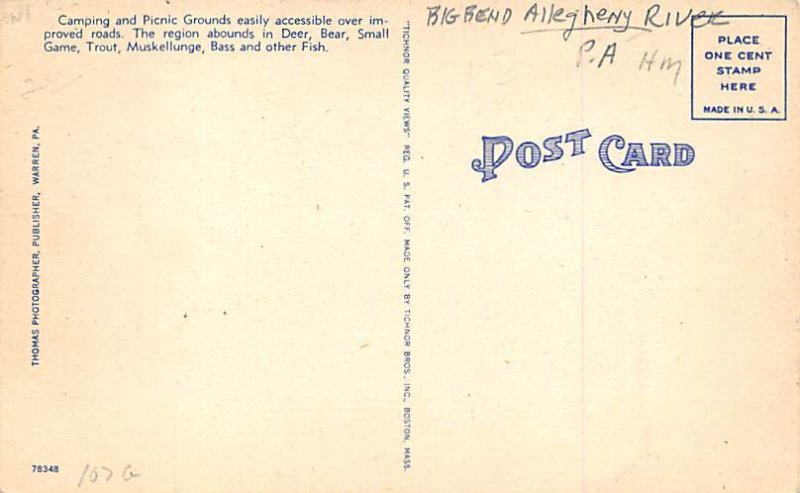 Camping and Picnic Grounds easily accessible over im-
proved roads. The region abounds in Deer, Bear, Small
Game, Trout, Muskellunge, Bass and other Fish.
THOMAS PHOTOGRAPHER, PUBLISHER, WARREN, PA.
78348
107 G
"TICHNOR QUALITY VIEWS" REG. U. S. PAT. OFF. MADE ONLY BY TICHNOR BROS., INC., BOSTON, MASS.
BIG BEND Allegheny RIVER
P.A HM
PLACE
ONE CENT
STAMP
HERE
MADE IN U. S. A.
POST CARD